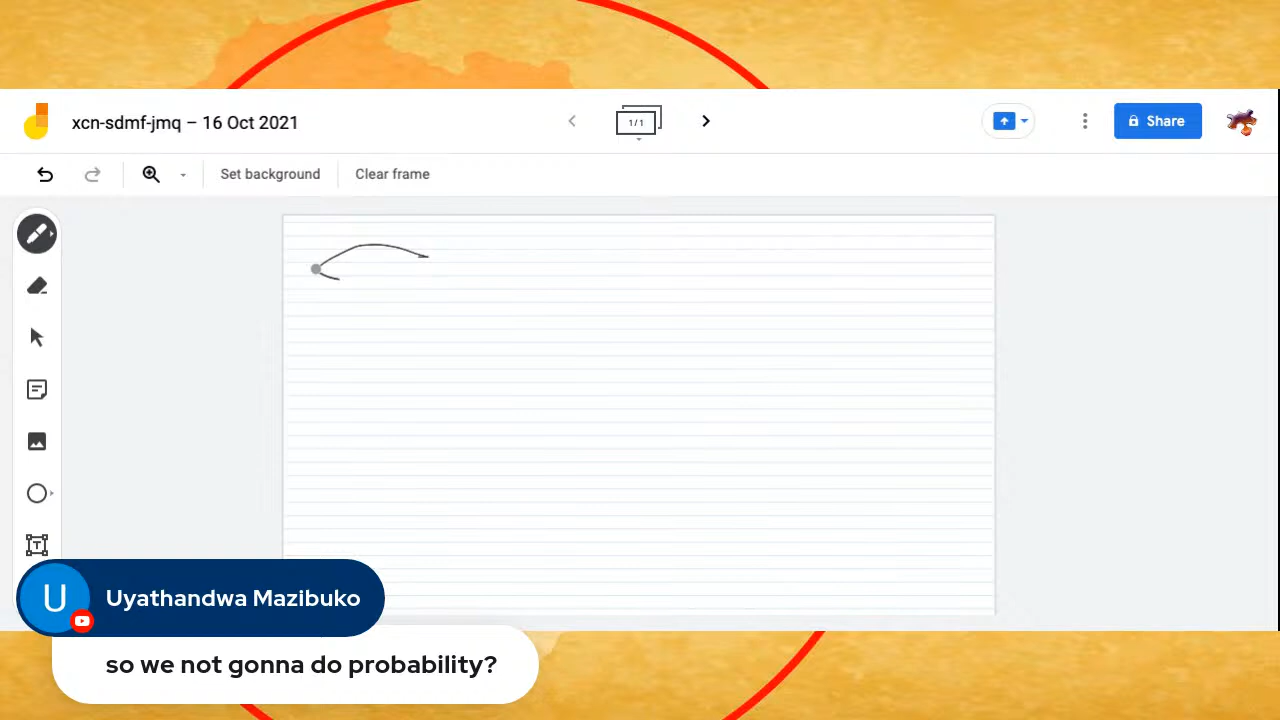 xcn-sdmf-jmq – 16 Oct 2021
1/1
Share
Set background
Clear frame
T
U
Uyathandwa Mazibuko
so we not gonna do probability?